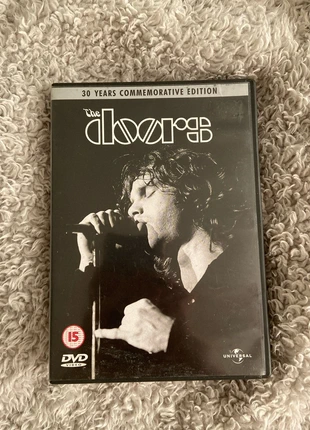 30 YEARS COMMEMORATIVE EDITION
The
doors
15
DVD
VIDEO
UNIVERSAL